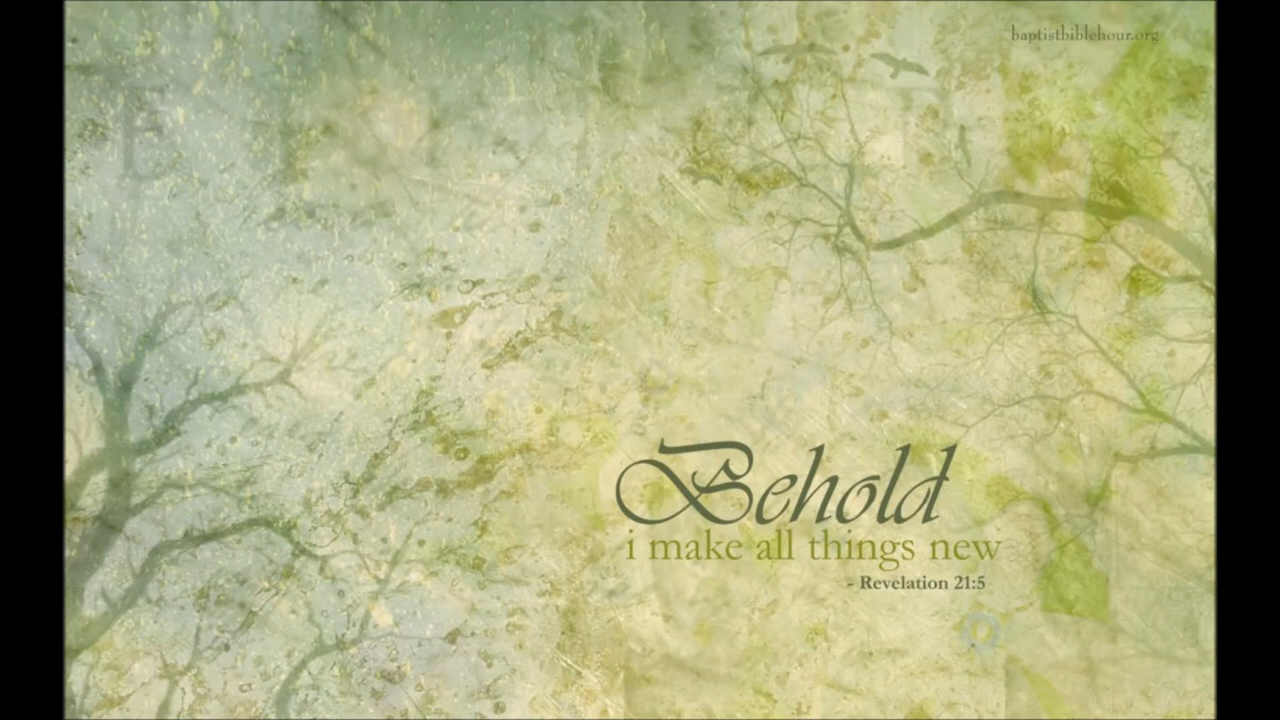 baptistbiblehour.org
Behold
i make all things new
- Revelation 21:5